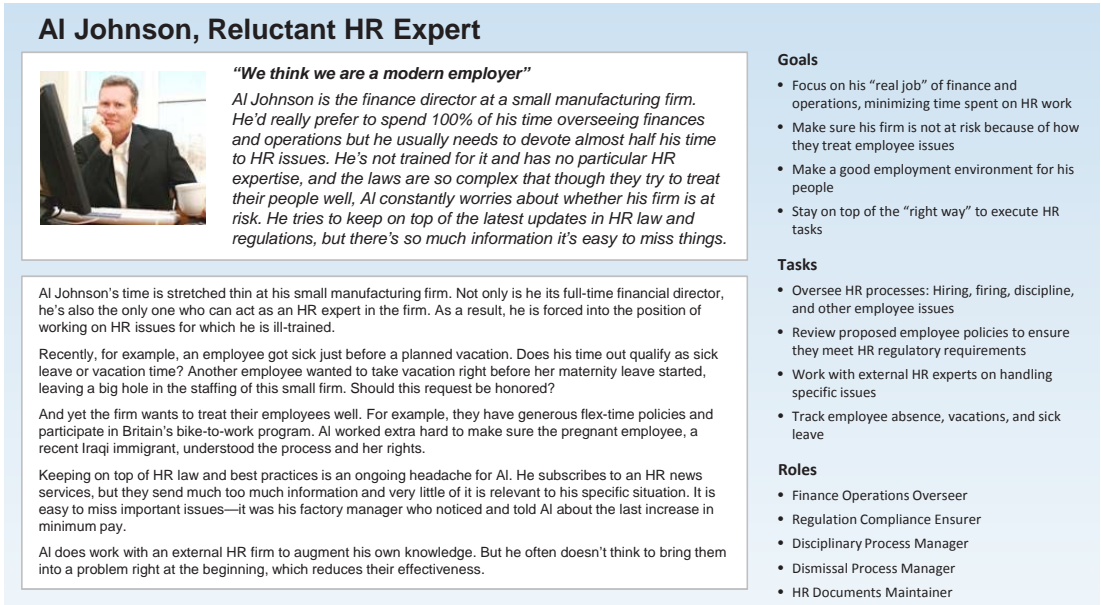 Al Johnson, Reluctant HR Expert
“We think we are a modern employer”
Al Johnson is the finance director at a small manufacturing firm.
He’d really prefer to spend 100% of his time overseeing finances
and operations but he usually needs to devote almost half his time
to HR issues. He’s not trained for it and has no particular HR
expertise, and the laws are so complex that though they try to treat
their people well, Al constantly worries about whether his firm is at
risk. He tries to keep on top of the latest updates in HR law and
regulations, but there’s so much information it’s easy to miss things.
Al Johnson’s time is stretched thin at his small manufacturing firm. Not only is he its full-time financial director,
he’s also the only one who can act as an HR expert in the firm. As a result, he is forced into the position of
working on HR issues for which he is ill-trained.
Recently, for example, an employee got sick just before a planned vacation. Does his time out qualify as sick
leave or vacation time? Another employee wanted to take vacation right before her maternity leave started,
leaving a big hole in the staffing of this small firm. Should this request be honored?
And yet the firm wants to treat their employees well. For example, they have generous flex-time policies and
participate in Britain’s bike-to-work program. Al worked extra hard to make sure the pregnant employee, a
recent Iraqi immigrant, understood the process and her rights.
Keeping on top of HR law and best practices is an ongoing headache for Al. He subscribes to an HR news
services, but they send much too much information and very little of it is relevant to his specific situation. It is
easy to miss important issues—it was his factory manager who noticed and told Al about the last increase in
minimum pay.
Al does work with an external HR firm to augment his own knowledge. But he often doesn’t think to bring them
into a problem right at the beginning, which reduces their effectiveness.
Goals
• Focus on his “real job” of finance and
operations, minimizing time spent on HR work
• Make sure his firm is not at risk because of how
they treat employee issues
• Make a good employment environment for his
people
• Stay on top of the “right way” to execute HR
tasks
Tasks
• Oversee HR processes: Hiring, firing, discipline,
and other employee issues
• Review proposed employee policies to ensure
they meet HR regulatory requirements
• Work with external HR experts on handling
specific issues
• Track employee absence, vacations, and sick
leave
Roles
• Finance Operations Overseer
• Regulation Compliance Ensurer
• Disciplinary Process Manager
• Dismissal Process Manager
• HR Documents Maintainer